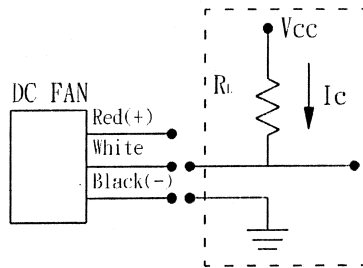 Vcc
DC FAN
RL
Ic
Red(+)
White
Black(-)